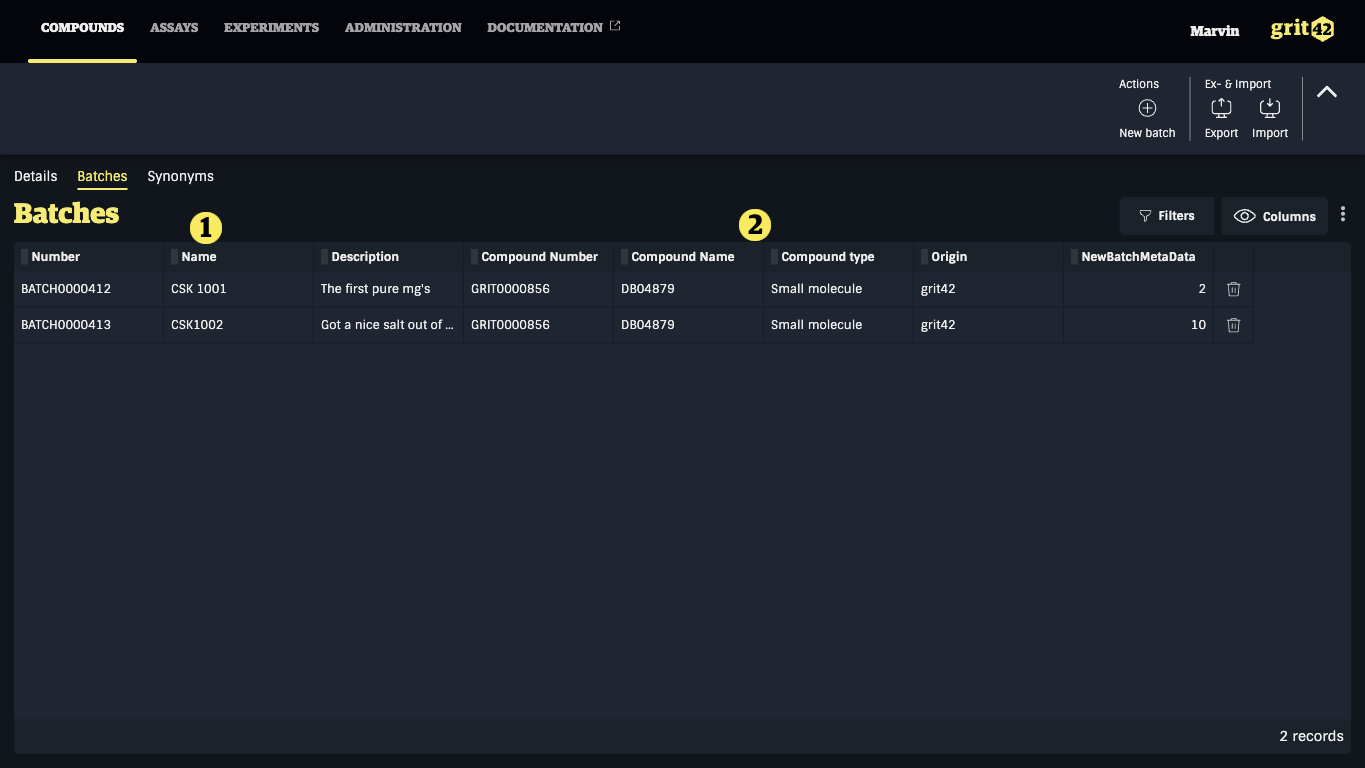 COMPOUNDS ASSAYS EXPERIMENTS ADMINISTRATION DOCUMENTATION Marvin grit42
Actions Ex- & Import
New batch Export Import
Details Batches Synonyms
Batches 1 2 Filters Columns
Number Name Description Compound Number Compound Name Compound type Origin NewBatchMetaData
BATCH0000412 CSK 1001 The first pure mg's GRIT0000856 DB04879 Small molecule grit42 2
BATCH0000413 CSK1002 Got a nice salt out of ... GRIT0000856 DB04879 Small molecule grit42 10
2 records